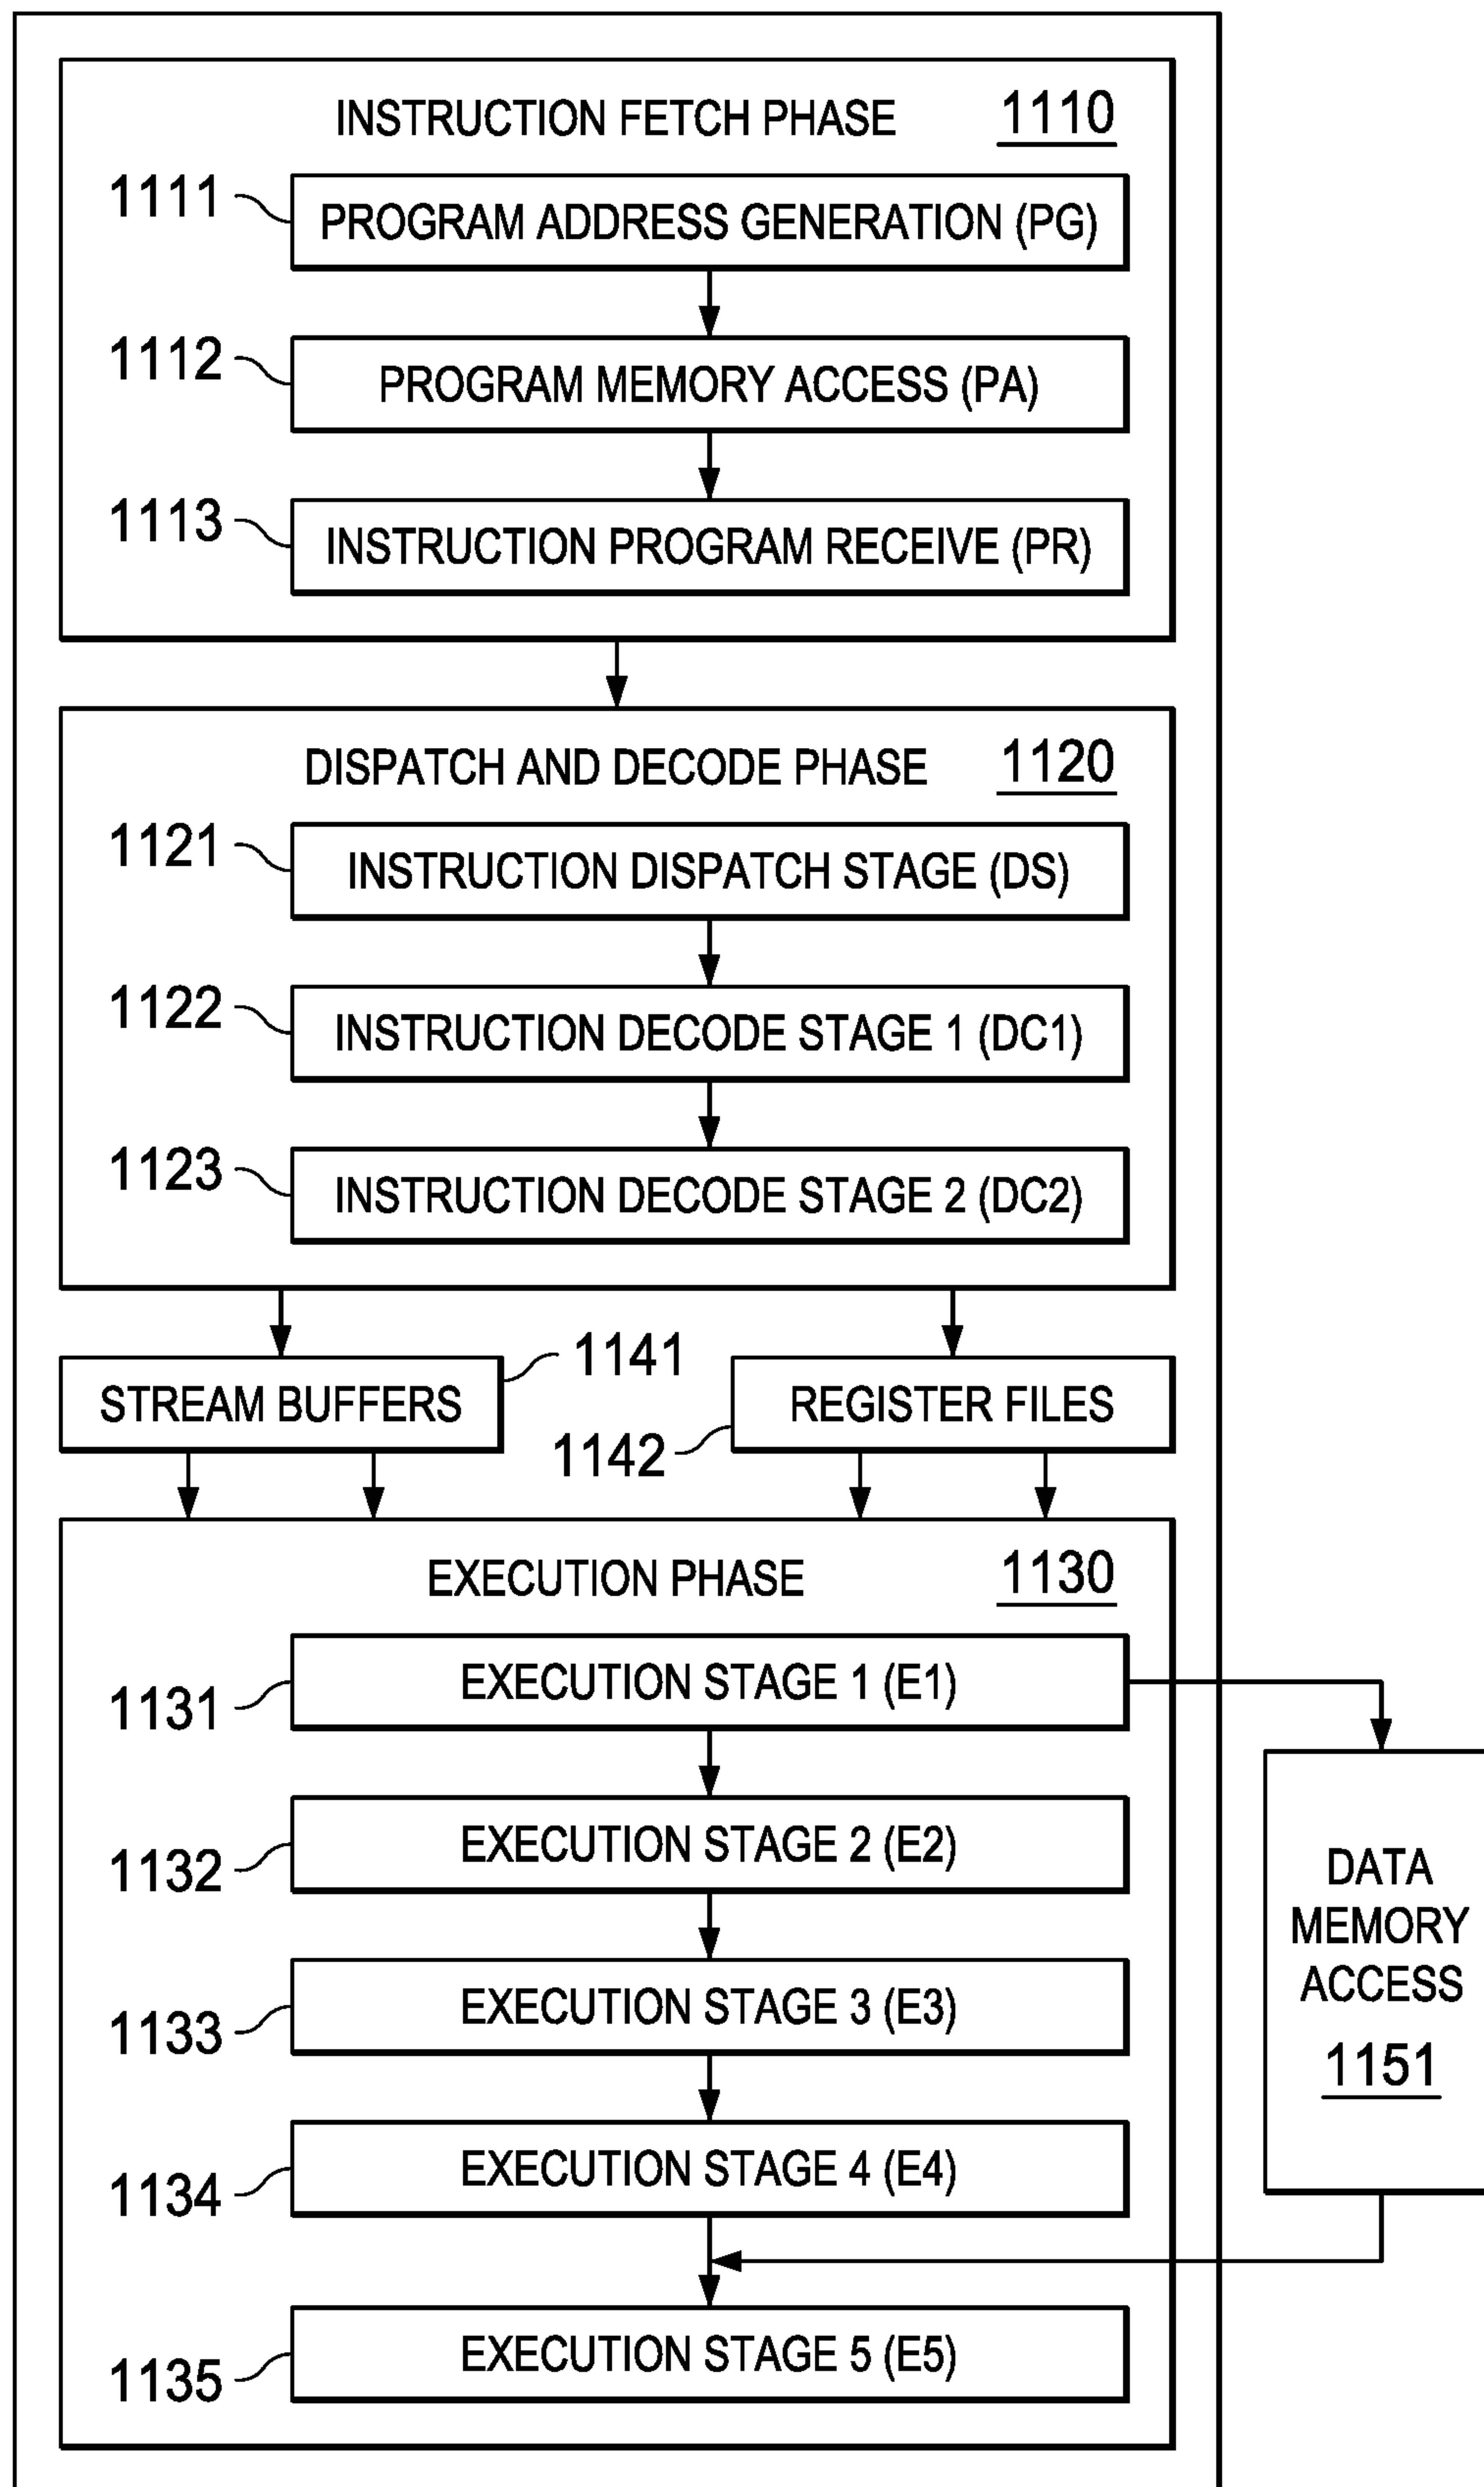 INSTRUCTION FETCH PHASE 1110
1111 PROGRAM ADDRESS GENERATION (PG)
1112 PROGRAM MEMORY ACCESS (PA)
1113 INSTRUCTION PROGRAM RECEIVE (PR)
DISPATCH AND DECODE PHASE 1120
1121 INSTRUCTION DISPATCH STAGE (DS)
1122 INSTRUCTION DECODE STAGE 1 (DC1)
1123 INSTRUCTION DECODE STAGE 2 (DC2)
STREAM BUFFERS 1141
1142 REGISTER FILES
EXECUTION PHASE 1130
1131 EXECUTION STAGE 1 (E1)
1132 EXECUTION STAGE 2 (E2)
1133 EXECUTION STAGE 3 (E3)
1134 EXECUTION STAGE 4 (E4)
1135 EXECUTION STAGE 5 (E5)
DATA
MEMORY
ACCESS
1151